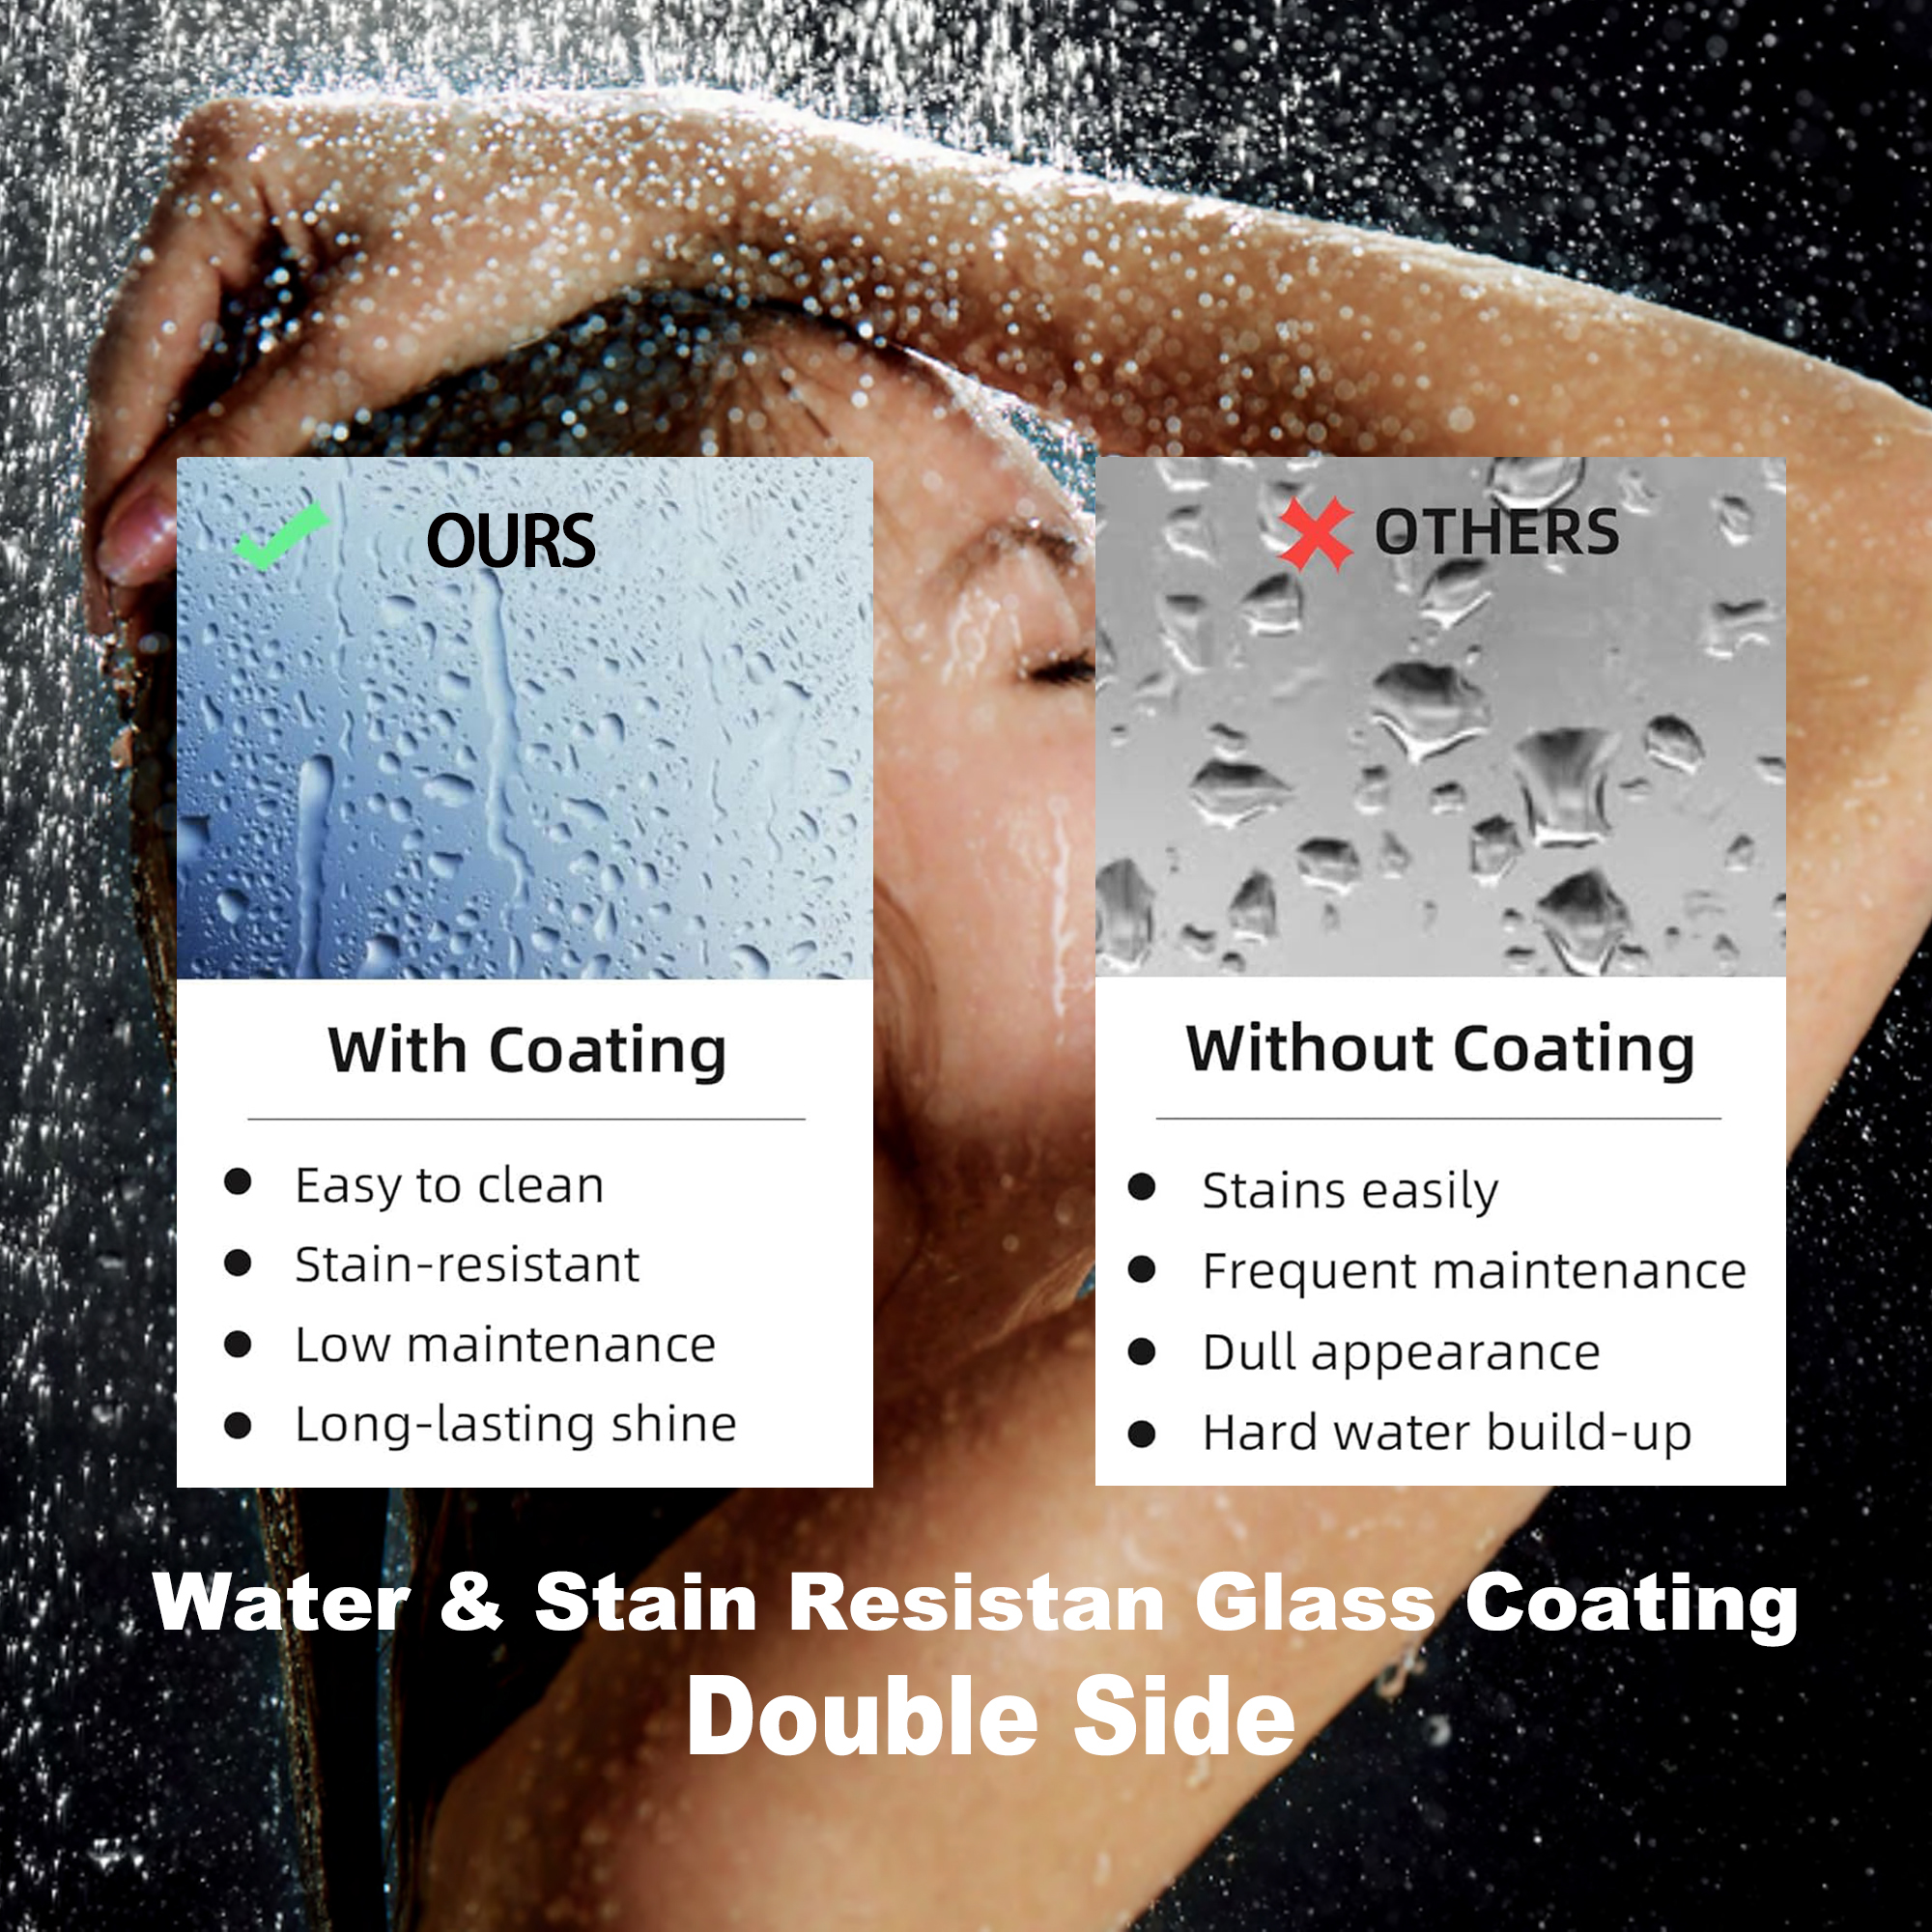 OURS
With Coating
Easy to clean
Stain-resistant
Low maintenance
Long-lasting shine
OTHERS
Without Coating
Stains easily
Frequent maintenance
Dull appearance
Hard water build-up
Water & Stain Resistan Glass Coating
Double Side